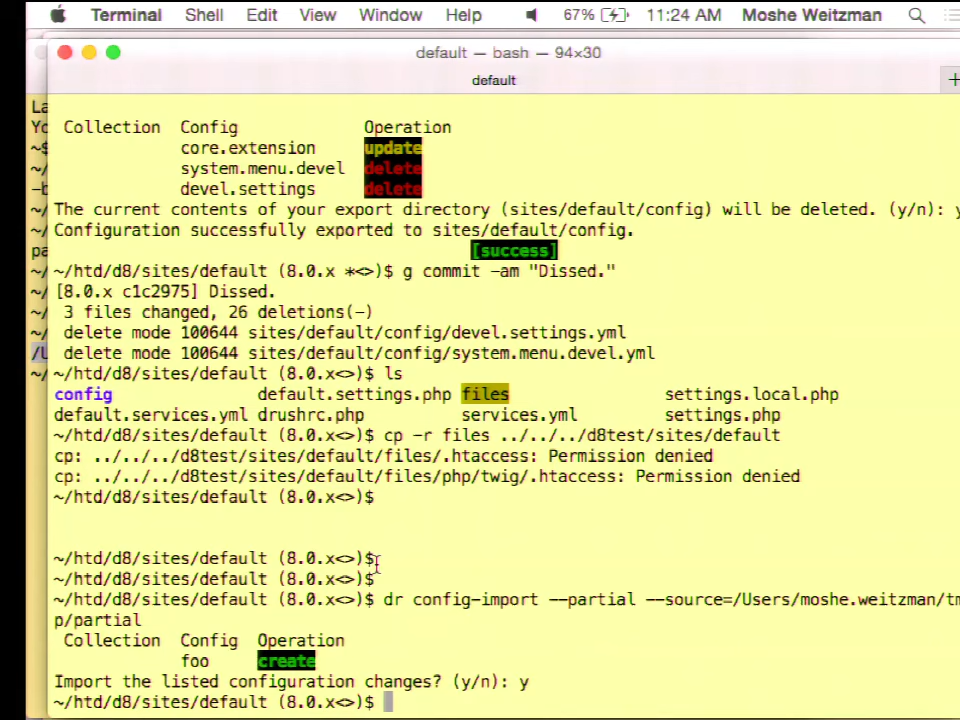 Terminal Shell Edit View Window Help 67% 11:24 AM Moshe Weitzman
default — bash — 94×30
default
+
La
Yo
~$
~/
-b
~/
~/
pa
~/
~/
~/
~/
/U
~/
Collection Config Operation
core.extension update
system.menu.devel delete
devel.settings delete
The current contents of your export directory (sites/default/config) will be deleted. (y/n): y
Configuration successfully exported to sites/default/config.
[success]
~/htd/d8/sites/default (8.0.x *<>)$ g commit -am "Dissed."
[8.0.x c1c2975] Dissed.
3 files changed, 26 deletions(-)
delete mode 100644 sites/default/config/devel.settings.yml
delete mode 100644 sites/default/config/system.menu.devel.yml
~/htd/d8/sites/default (8.0.x<>)$ ls
config default.settings.php files settings.local.php
default.services.yml drushrc.php services.yml settings.php
~/htd/d8/sites/default (8.0.x<>)$ cp -r files ../../../d8test/sites/default
cp: ../../../d8test/sites/default/files/.htaccess: Permission denied
cp: ../../../d8test/sites/default/files/php/twig/.htaccess: Permission denied
~/htd/d8/sites/default (8.0.x<>)$
~/htd/d8/sites/default (8.0.x<>)$
~/htd/d8/sites/default (8.0.x<>)$
~/htd/d8/sites/default (8.0.x<>)$ dr config-import --partial --source=/Users/moshe.weitzman/tm
p/partial
Collection Config Operation
foo create
Import the listed configuration changes? (y/n): y
~/htd/d8/sites/default (8.0.x<>)$